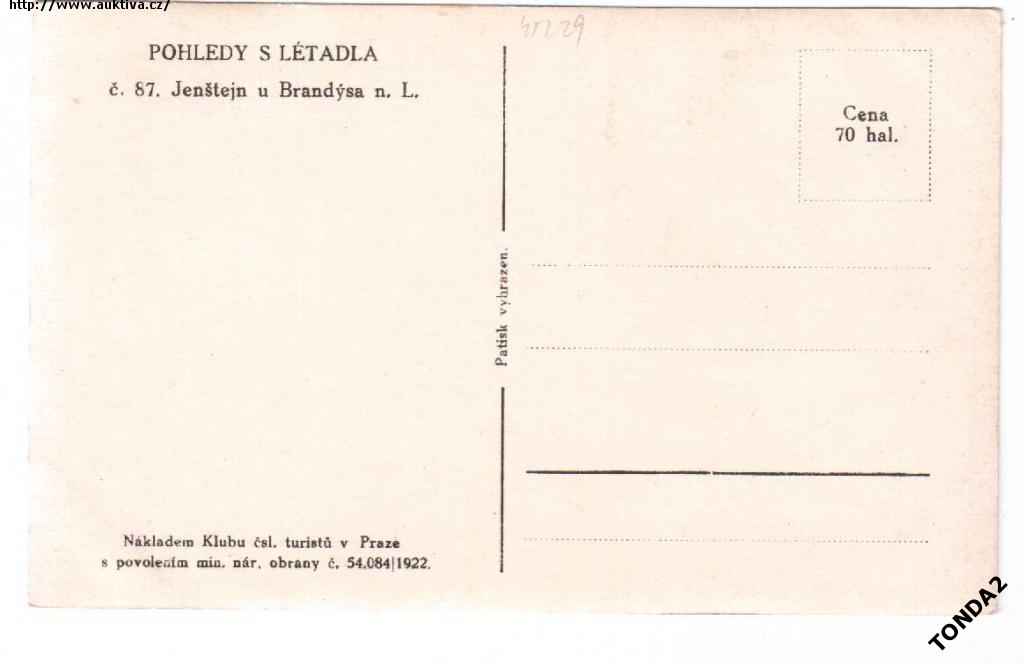 http://www.auktiva.cz/
POHLEDY S LÉTADLA
č. 87. Jenštejn u Brandýsa n. L.
Cena
70 hal.
Patisk vyhrazen.
Nákladem Klubu čsl. turistů v Praze
s povolením min. nár. obrany č. 54.084|1922.
TONDA2